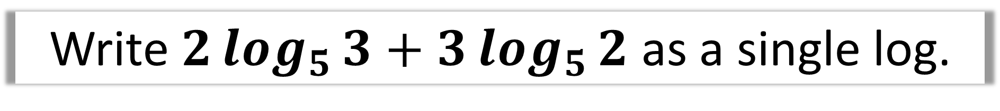 Write 2 log₅ 3 + 3 log₅ 2 as a single log.